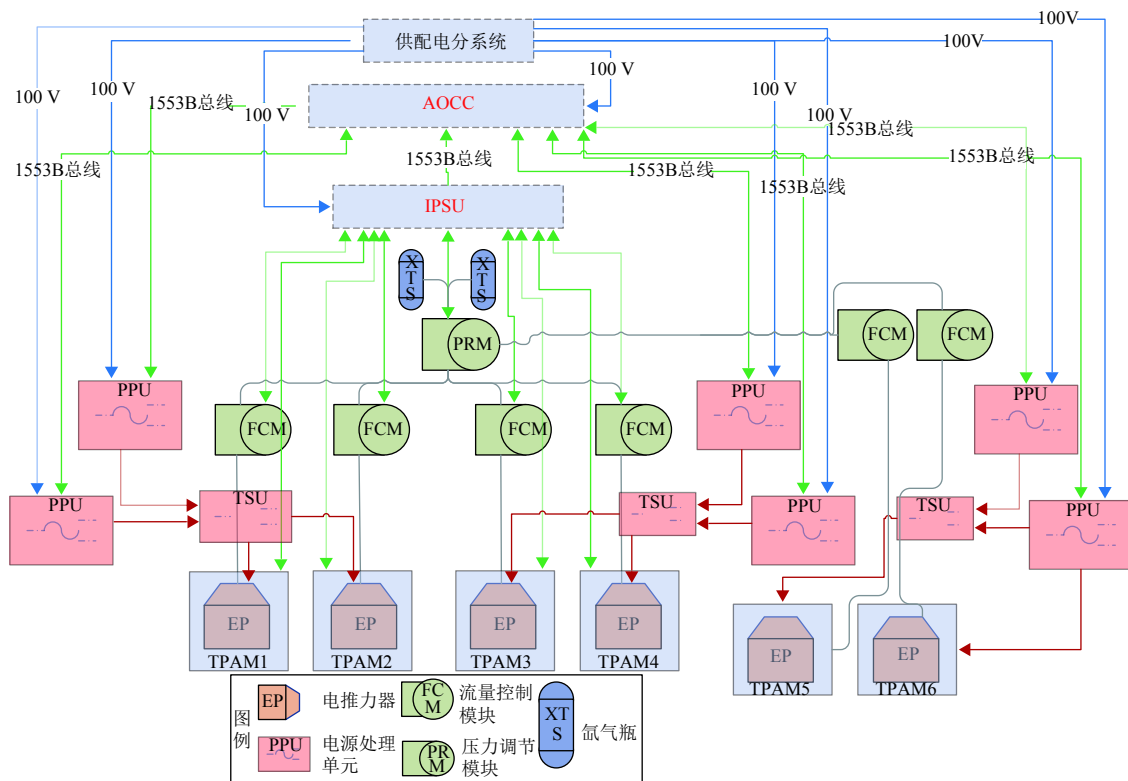 供配电分系统
100V
100V
100 V
100 V
100 V
100 V
100 V
100 V
AOCC
1553B总线
1553B总线
1553B总线
1553B总线
1553B总线
1553B总线
1553B总线
IPSU
XTS
XTS
PRM
FCM
FCM
PPU
PPU
PPU
FCM
FCM
FCM
FCM
PPU
TSU
TSU
PPU
TSU
PPU
EP
EP
EP
EP
EP
EP
TPAM1
TPAM2
TPAM3
TPAM4
TPAM5
TPAM6
图例
EP
电推力器
FCM
流量控制
模块
XTS
氙气瓶
PPU
电源处理
单元
PRM
压力调节
模块